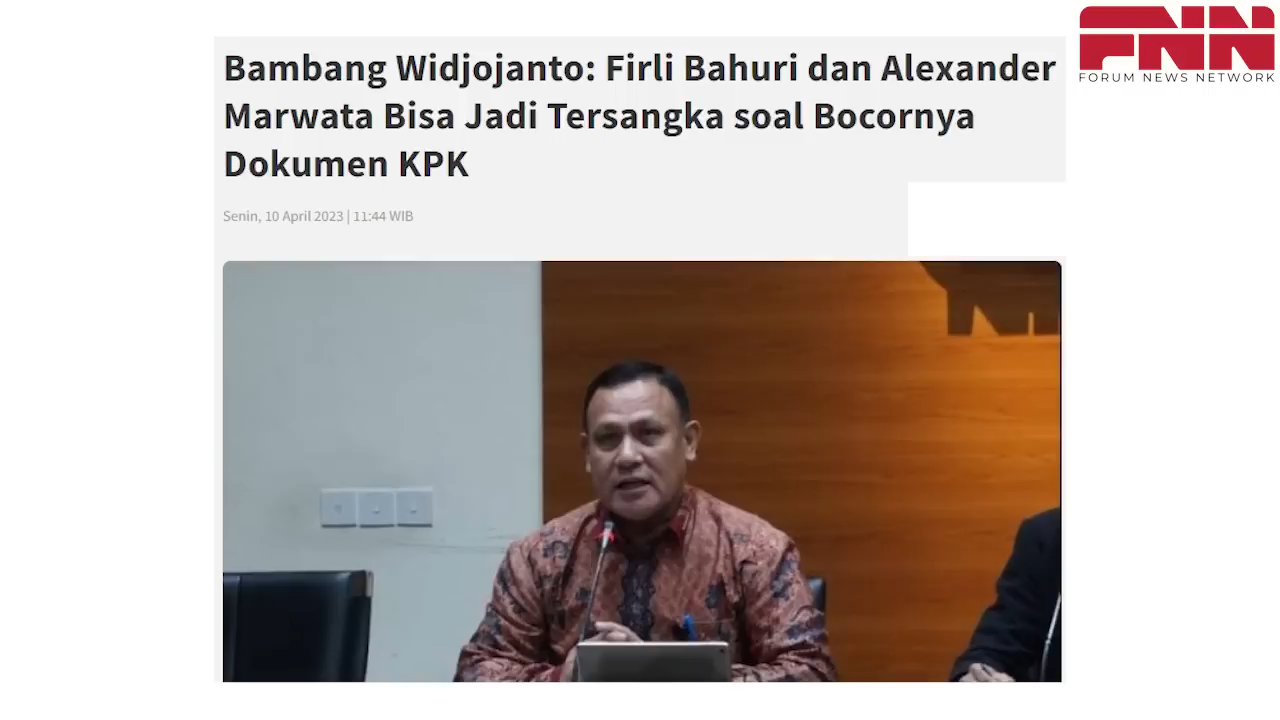 FNN
FORUM NEWS NETWORK
Bambang Widjojanto: Firli Bahuri dan Alexander
Marwata Bisa Jadi Tersangka soal Bocornya
Dokumen KPK
Senin, 10 April 2023 | 11:44 WIB